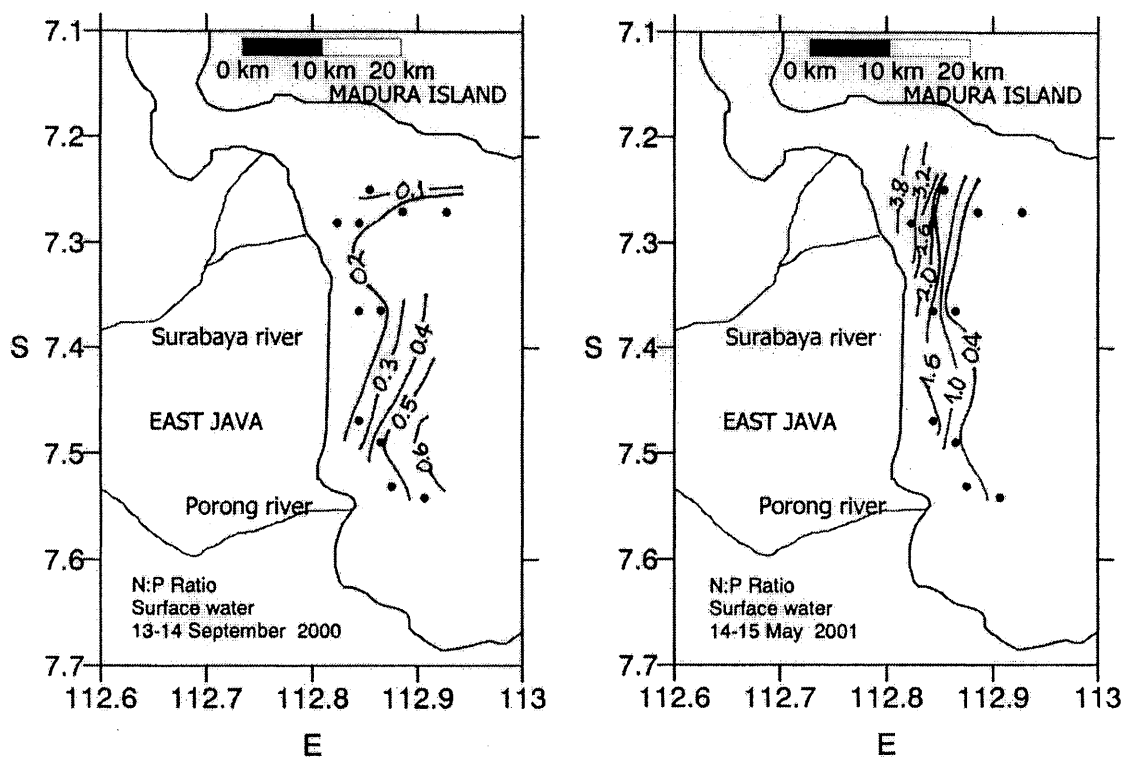 7.1
0 km 10 km 20 km
MADURA ISLAND
7.2
0.1
7.3
0.2
Surabaya river
S
7.4
0.3
0.4
EAST JAVA
0.5
7.5
0.6
Porong river
7.6
N:P Ratio
Surface water
13-14 September 2000
7.7
112.6 112.7 112.8 112.9 113
E
7.1
0 km 10 km 20 km
MADURA ISLAND
7.2
3.8
3.2
2.6
7.3
2.0
Surabaya river
S
7.4
1.6
1.0
0.4
EAST JAVA
7.5
Porong river
7.6
N:P Ratio
Surface water
14-15 May 2001
7.7
112.6 112.7 112.8 112.9 113
E